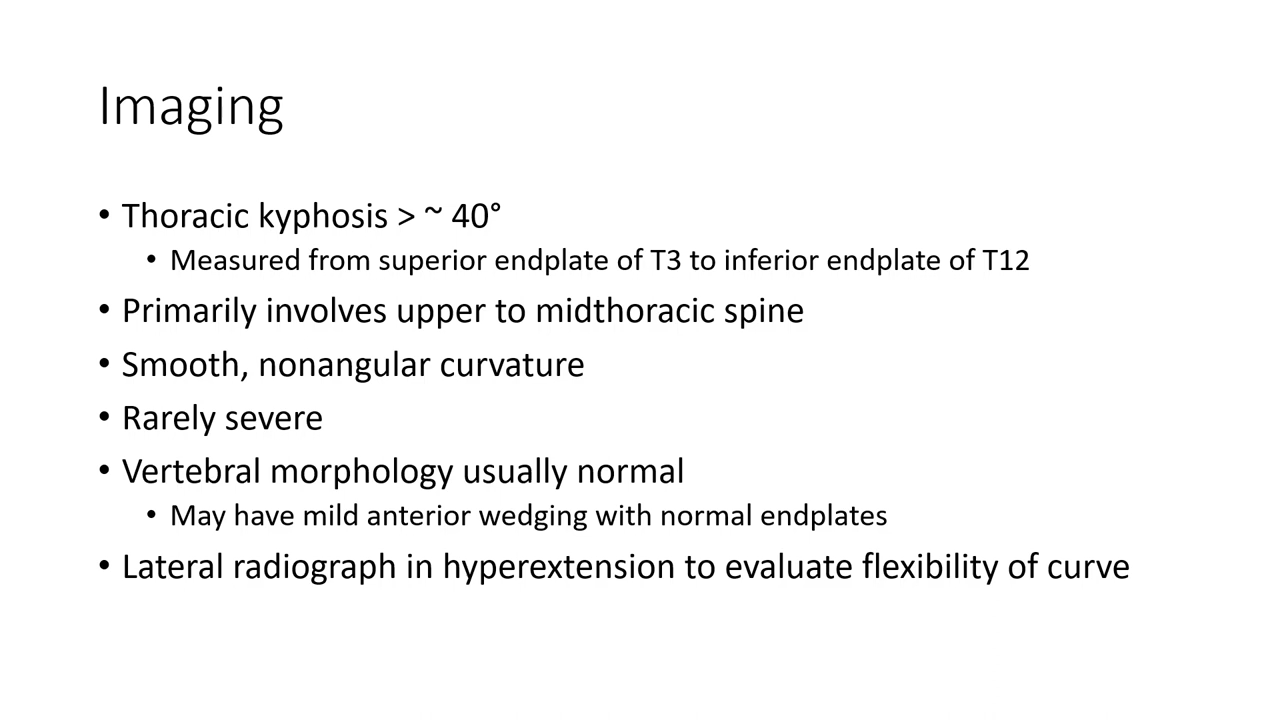 Imaging
• Thoracic kyphosis > ~ 40°
• Measured from superior endplate of T3 to inferior endplate of T12
• Primarily involves upper to midthoracic spine
• Smooth, nonangular curvature
• Rarely severe
• Vertebral morphology usually normal
• May have mild anterior wedging with normal endplates
• Lateral radiograph in hyperextension to evaluate flexibility of curve